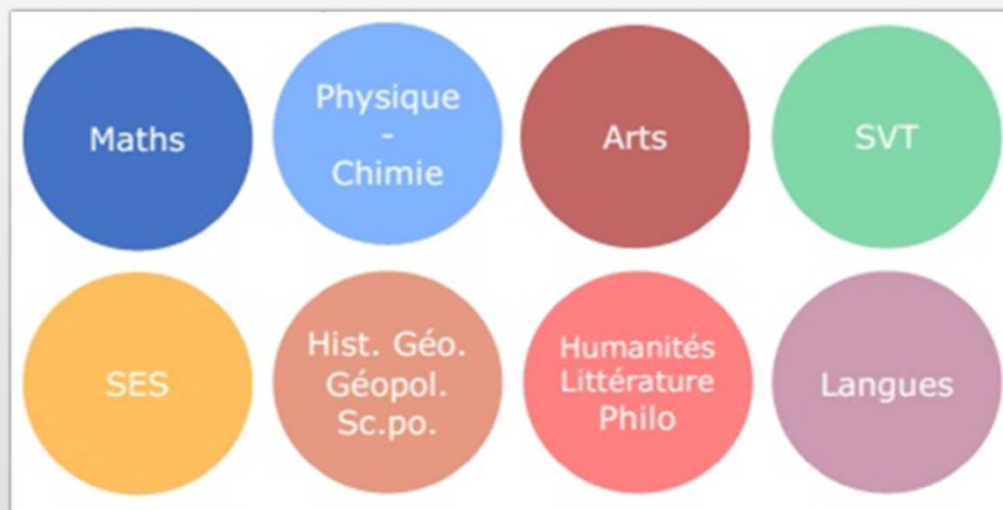 Maths
Physique
-
Chimie
Arts
SVT
SES
Hist. Géo.
Géopol.
Sc.po.
Humanités
Littérature
Philo
Langues